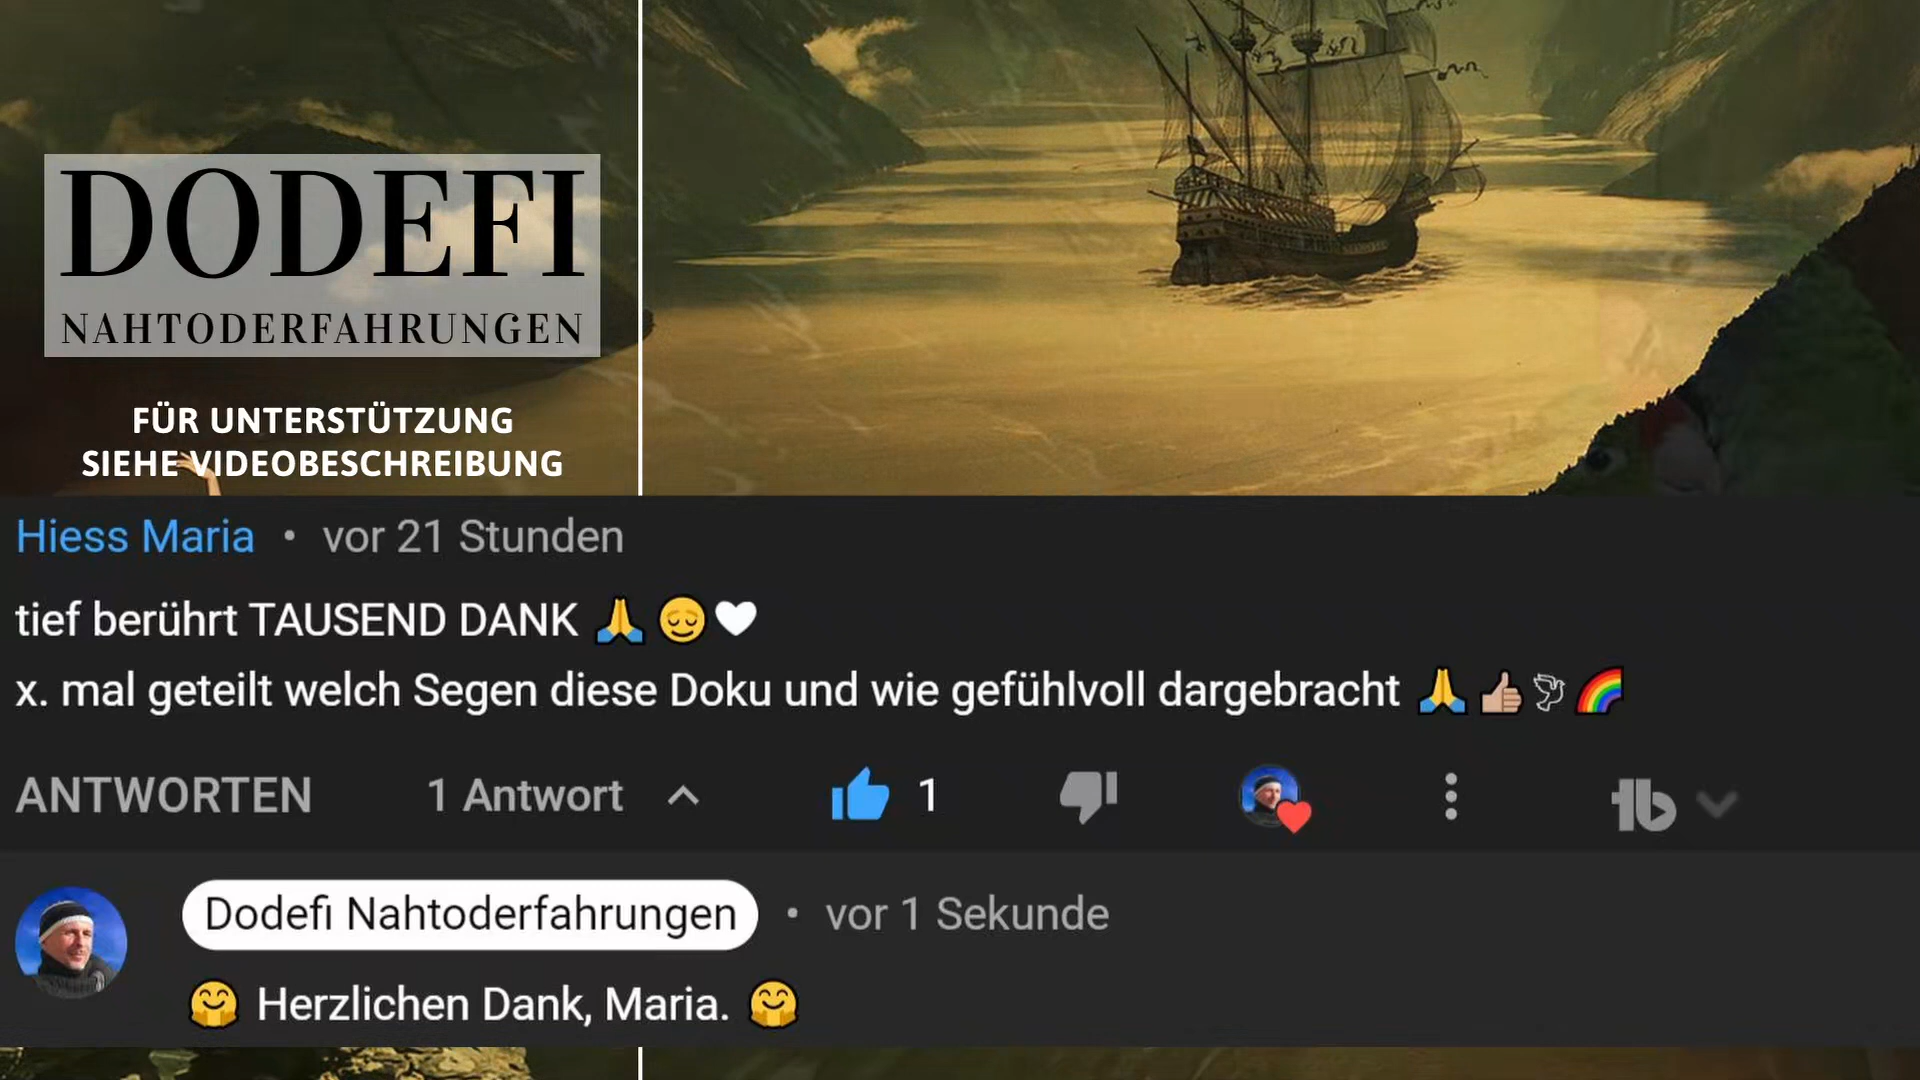 DODEFI
NAHTODERFAHRUNGEN
FÜR UNTERSTÜTZUNG
SIEHE VIDEOBESCHREIBUNG
Hiess Maria • vor 21 Stunden
tief berührt TAUSEND DANK 🙏😌🤍
x. mal geteilt welch Segen diese Doku und wie gefühlvoll dargebracht 🙏👍🏼🕊🌈
ANTWORTEN 1 Antwort 1
Dodefi Nahtoderfahrungen • vor 1 Sekunde
🤗 Herzlichen Dank, Maria. 🤗